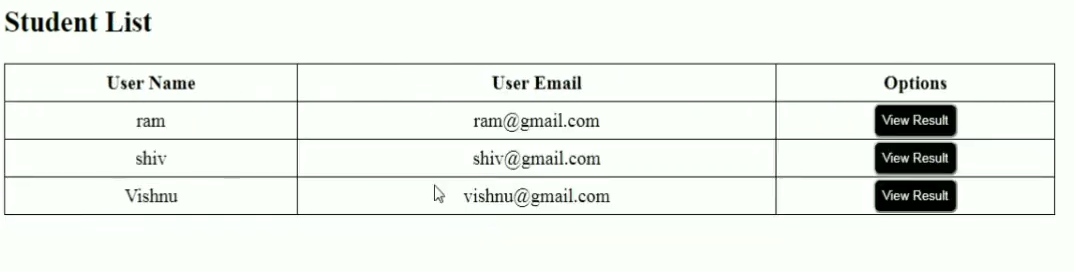 Student List
User Name User Email Options
ram ram@gmail.com View Result
shiv shiv@gmail.com View Result
Vishnu vishnu@gmail.com View Result